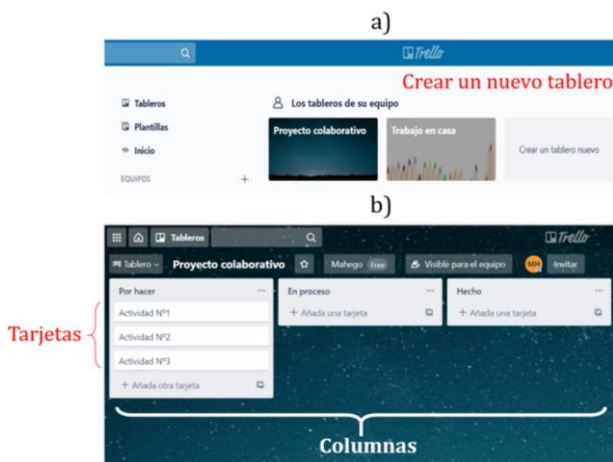 a)
Trello
Crear un nuevo tablero
Tableros
Los tableros de su equipo
Plantillas
Proyecto colaborativo
Trabajo en casa
Inicio
Crear un tablero nuevo
EQUIPOS +
b)
Tableros
Trello
Tablero Proyecto colaborativo Mahego Free Visible para el equipo MH Invitar
Por hacer ...
En proceso ...
Hecho ...
Tarjetas
Actividad Nº1
Actividad Nº2
Actividad Nº3
+ Añada otra tarjeta
+ Añada una tarjeta
+ Añada una tarjeta
Columnas